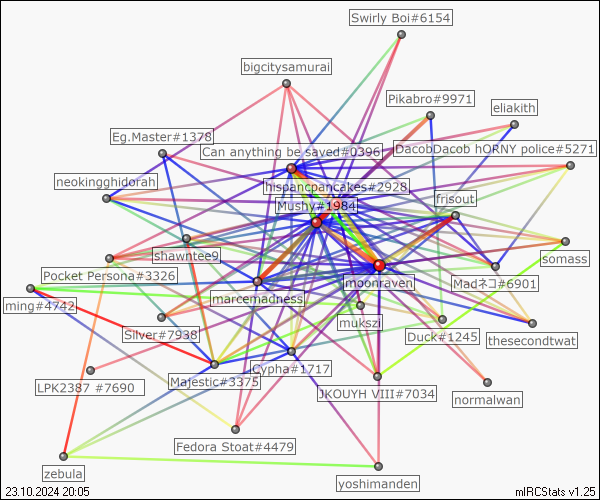 Swirly Boi#6154
bigcitysamurai
Pikabro#9971
eliakith
Eg.Master#1378
Can anything be saved#0396
DacobDacob hORNY police#5271
neokingghidorah
hispancpancakes#2928
Mushy#1984
frisout
shawntee9
somass
Pocket Persona#3326
moonraven
Madネコ#6901
ming#4742
marcemadness
mukszi
Silver#7938
Duck#1245
thesecondtwat
LPK2387 #7690
Majestic#3375
Cypha#1717
JKOUYH VIII#7034
normalwan
Fedora Stoat#4479
zebula
yoshimanden
23.10.2024 20:05
mIRCStats v1.25